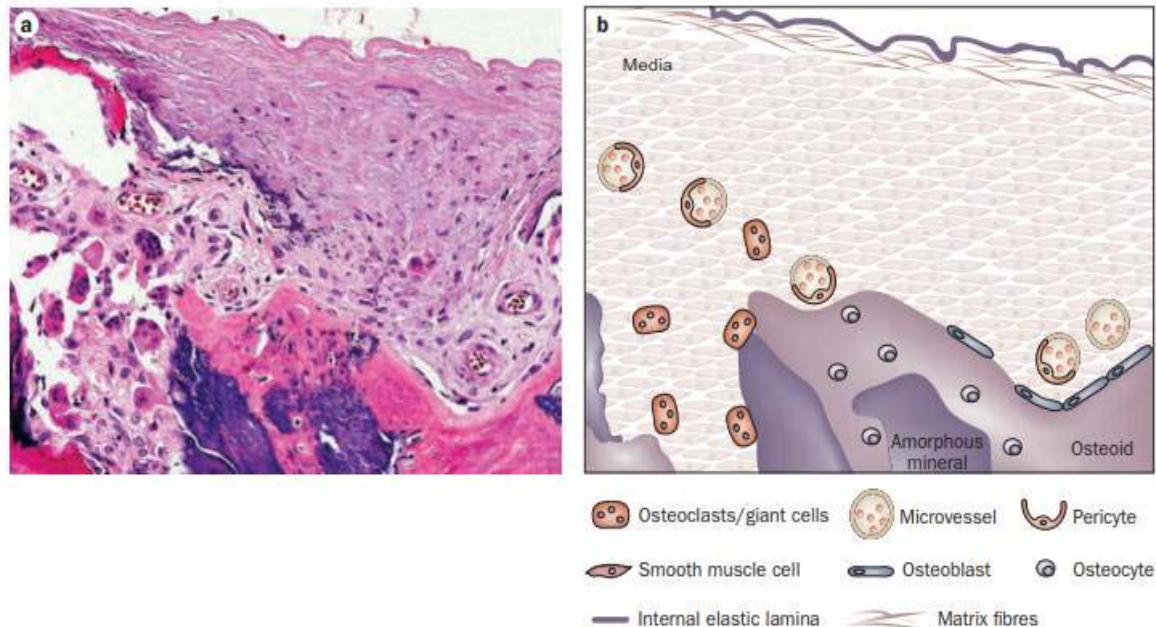 a
b
Media
Amorphous
mineral
Osteoid
Osteoclasts/giant cells
Microvessel
Pericyte
Smooth muscle cell
Osteoblast
Osteocyte
Internal elastic lamina
Matrix fibres